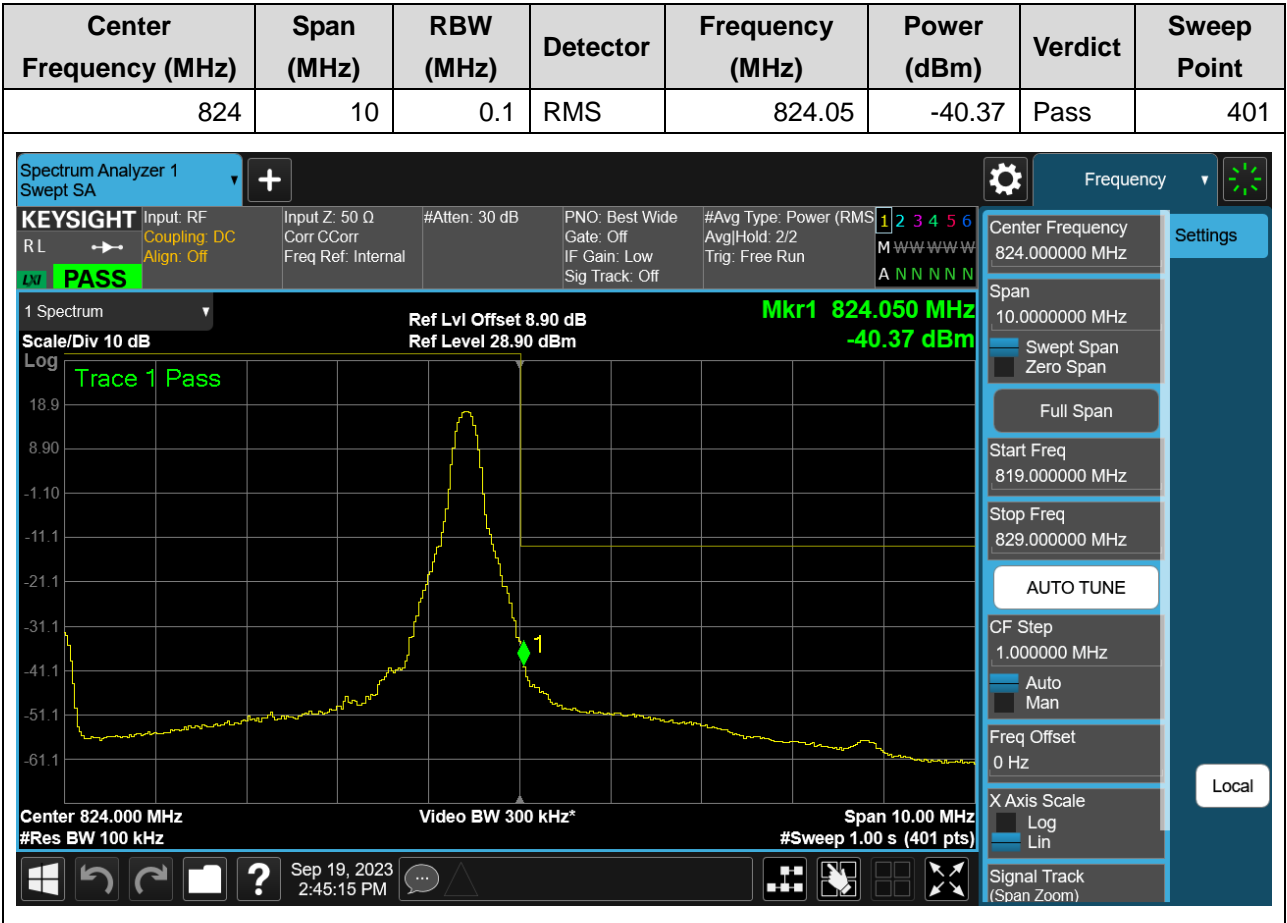 Center Frequency (MHz) Span (MHz) RBW (MHz) Detector Frequency (MHz) Power (dBm) Verdict Sweep Point
824 10 0.1 RMS 824.05 -40.37 Pass 401
Spectrum Analyzer 1
Swept SA
Frequency
KEYSIGHT
R L
LXI PASS
Input: RF
Coupling: DC
Align: Off
Input Z: 50 Ω
Corr CCorr
Freq Ref: Internal
#Atten: 30 dB
PNO: Best Wide
Gate: Off
IF Gain: Low
Sig Track: Off
#Avg Type: Power (RMS
Avg|Hold: 2/2
Trig: Free Run
1 2 3 4 5 6
M W W W W W
A N N N N N
1 Spectrum
Scale/Div 10 dB
Ref Lvl Offset 8.90 dB
Ref Level 28.90 dBm
Mkr1 824.050 MHz
-40.37 dBm
Log
Trace 1 Pass
18.9
8.90
-1.10
-11.1
-21.1
-31.1
-41.1
-51.1
-61.1
1
Center 824.000 MHz
#Res BW 100 kHz
Video BW 300 kHz*
Span 10.00 MHz
#Sweep 1.00 s (401 pts)
Center Frequency
824.000000 MHz
Settings
Span
10.0000000 MHz
Swept Span
Zero Span
Full Span
Start Freq
819.000000 MHz
Stop Freq
829.000000 MHz
AUTO TUNE
CF Step
1.000000 MHz
Auto
Man
Freq Offset
0 Hz
X Axis Scale
Log
Lin
Local
Signal Track
(Span Zoom)
?
Sep 19, 2023
2:45:15 PM